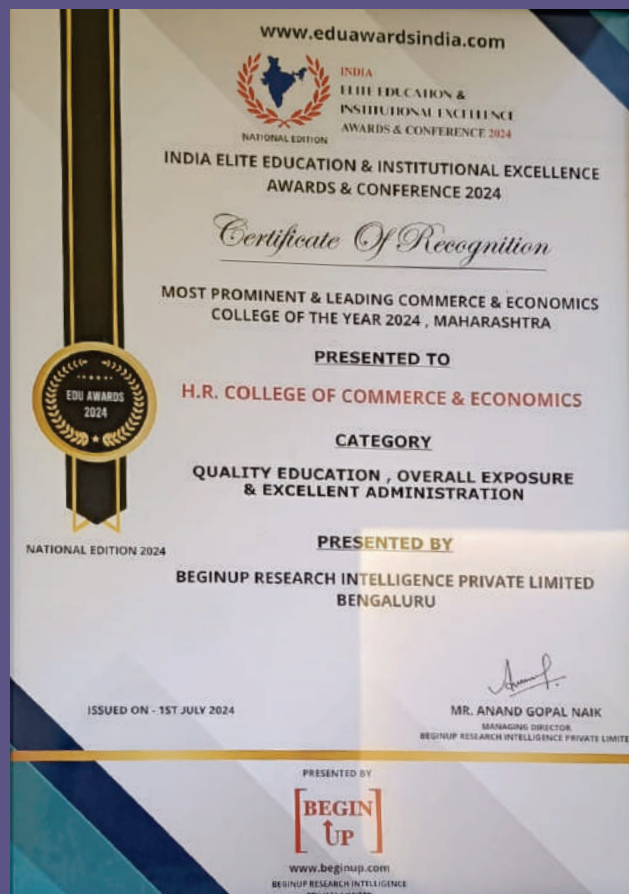 www.eduawardsindia.com
INDIA
ELITE EDUCATION &
INSTITUTIONAL EXCELLENCE
AWARDS & CONFERENCE 2024
NATIONAL EDITION
INDIA ELITE EDUCATION & INSTITUTIONAL EXCELLENCE
AWARDS & CONFERENCE 2024
Certificate Of Recognition
MOST PROMINENT & LEADING COMMERCE & ECONOMICS
COLLEGE OF THE YEAR 2024 , MAHARASHTRA
PRESENTED TO
H.R. COLLEGE OF COMMERCE & ECONOMICS
EDU AWARDS
2024
CATEGORY
QUALITY EDUCATION , OVERALL EXPOSURE
& EXCELLENT ADMINISTRATION
PRESENTED BY
NATIONAL EDITION 2024
BEGINUP RESEARCH INTELLIGENCE PRIVATE LIMITED
BENGALURU
ISSUED ON - 1ST JULY 2024
MR. ANAND GOPAL NAIK
MANAGING DIRECTOR
BEGINUP RESEARCH INTELLIGENCE PRIVATE LIMITE
PRESENTED BY
BEGIN
UP
www.beginup.com
BEGINUP RESEARCH INTELLIGENCE